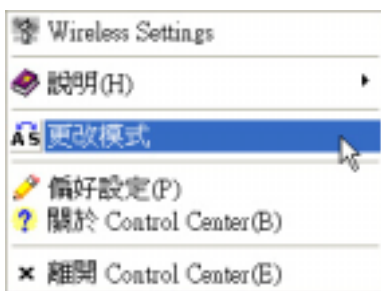 Wireless Settings
說明(H)
更改模式
偏好設定(P)
關於 Control Center(B)
離開 Control Center(E)